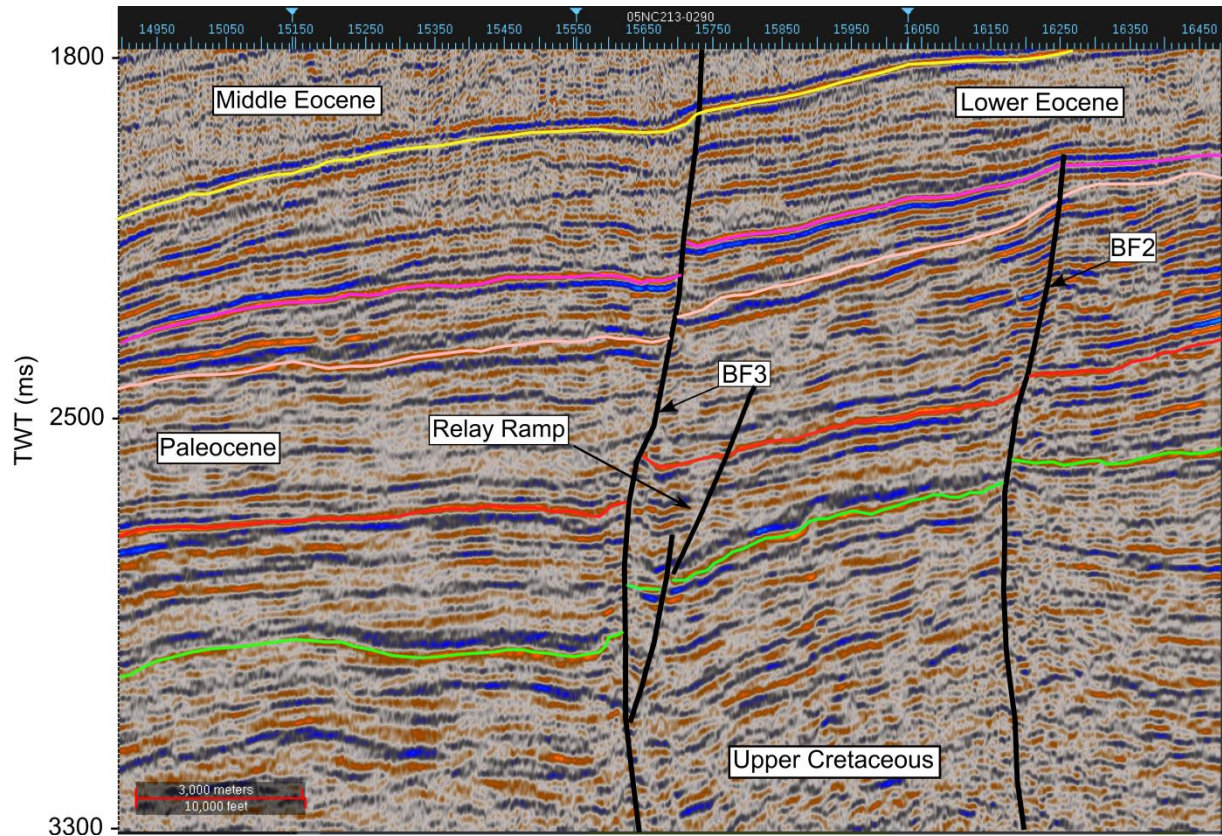 05NC213-0290
14950 15050 15150 15250 15350 15450 15550 15650 15750 15850 15950 16050 16150 16250 16350 16450
1800
Middle Eocene
Lower Eocene
BF2
BF3
2500
Relay Ramp
Paleocene
TWT (ms)
Upper Cretaceous
3,000 meters
10,000 feet
3300